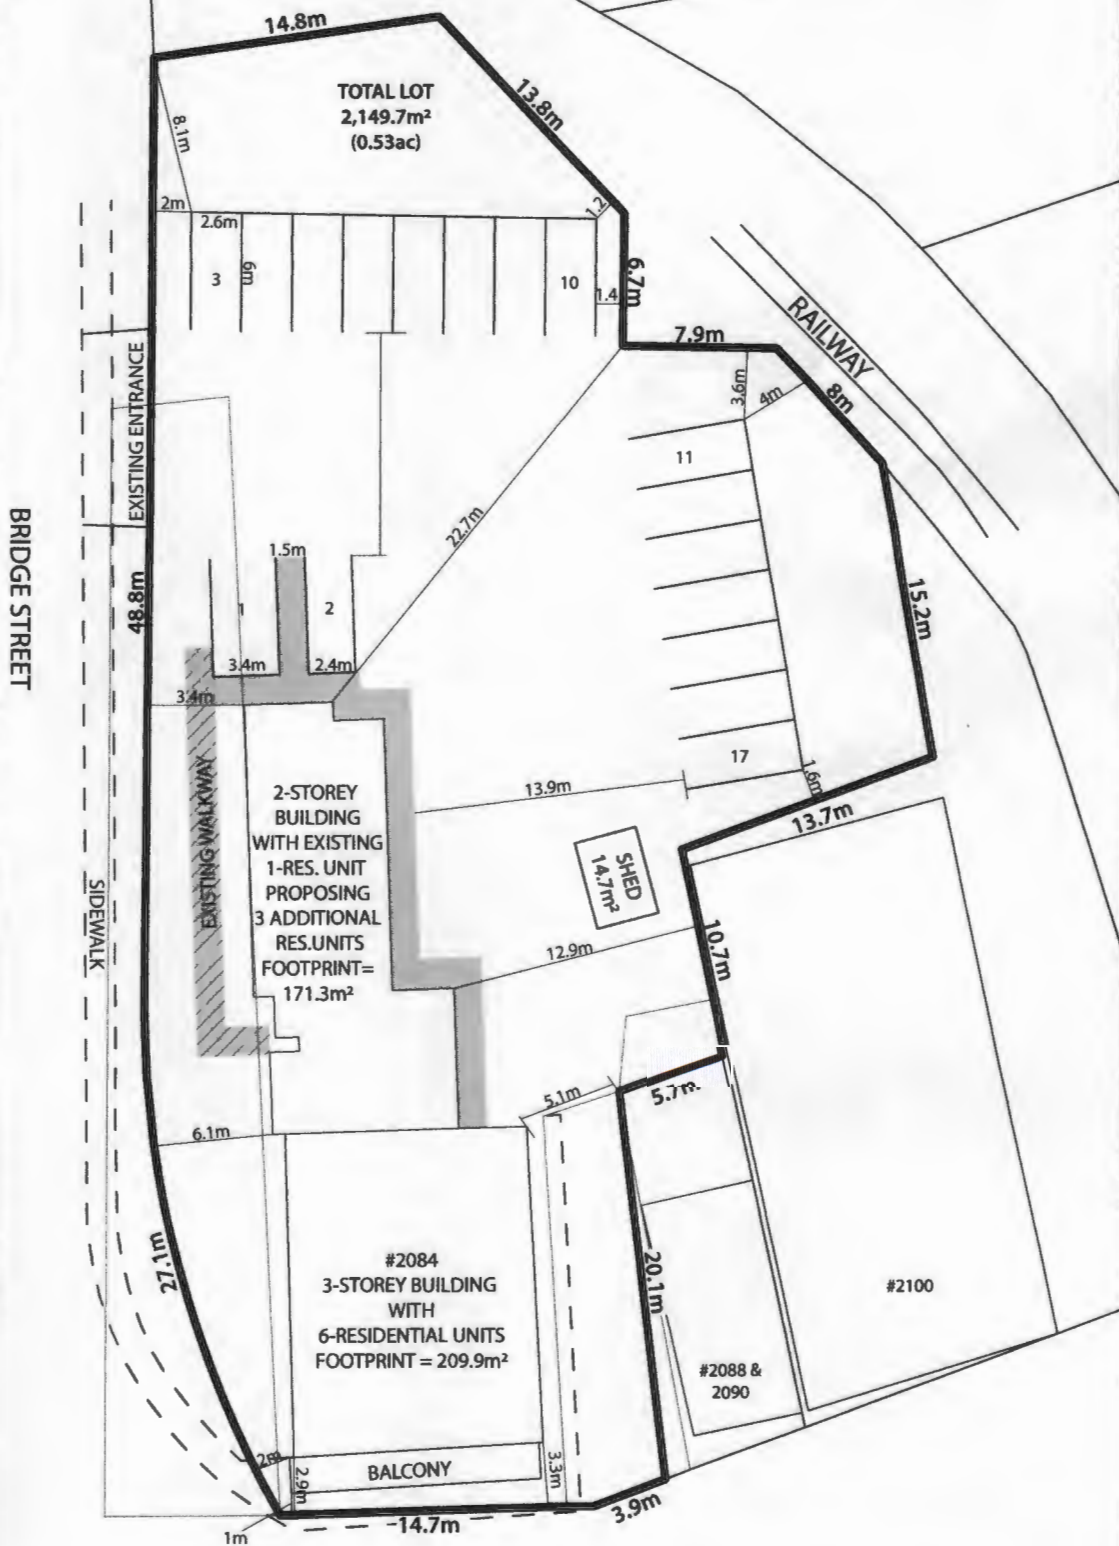 14.8m
TOTAL LOT
2,149.7m²
(0.53ac)
13.8m
8.1m
2m
2.6m
1.2
3
6m
10
1.4
6.7m
7.9m
RAILWAY
3.6m
4m
8m
EXISTING ENTRANCE
11
22.7m
BRIDGE STREET
48.8m
1.5m
1
2
15.2m
3.4m
2.4m
3.4m
17
1.6m
13.9m
13.7m
2-STOREY
BUILDING
WITH EXISTING
1-RES. UNIT
PROPOSING
3 ADDITIONAL
RES.UNITS
FOOTPRINT=
171.3m²
EXISTING WALKWAY
SHED
14.7m²
SIDEWALK
12.9m
10.7m
5.1m
5.7m
6.1m
27.1m
#2084
3-STOREY BUILDING
WITH
6-RESIDENTIAL UNITS
FOOTPRINT = 209.9m²
20.1m
#2100
#2088 &
2090
2m
BALCONY
2.9m
3.3m
3.9m
14.7m
1m